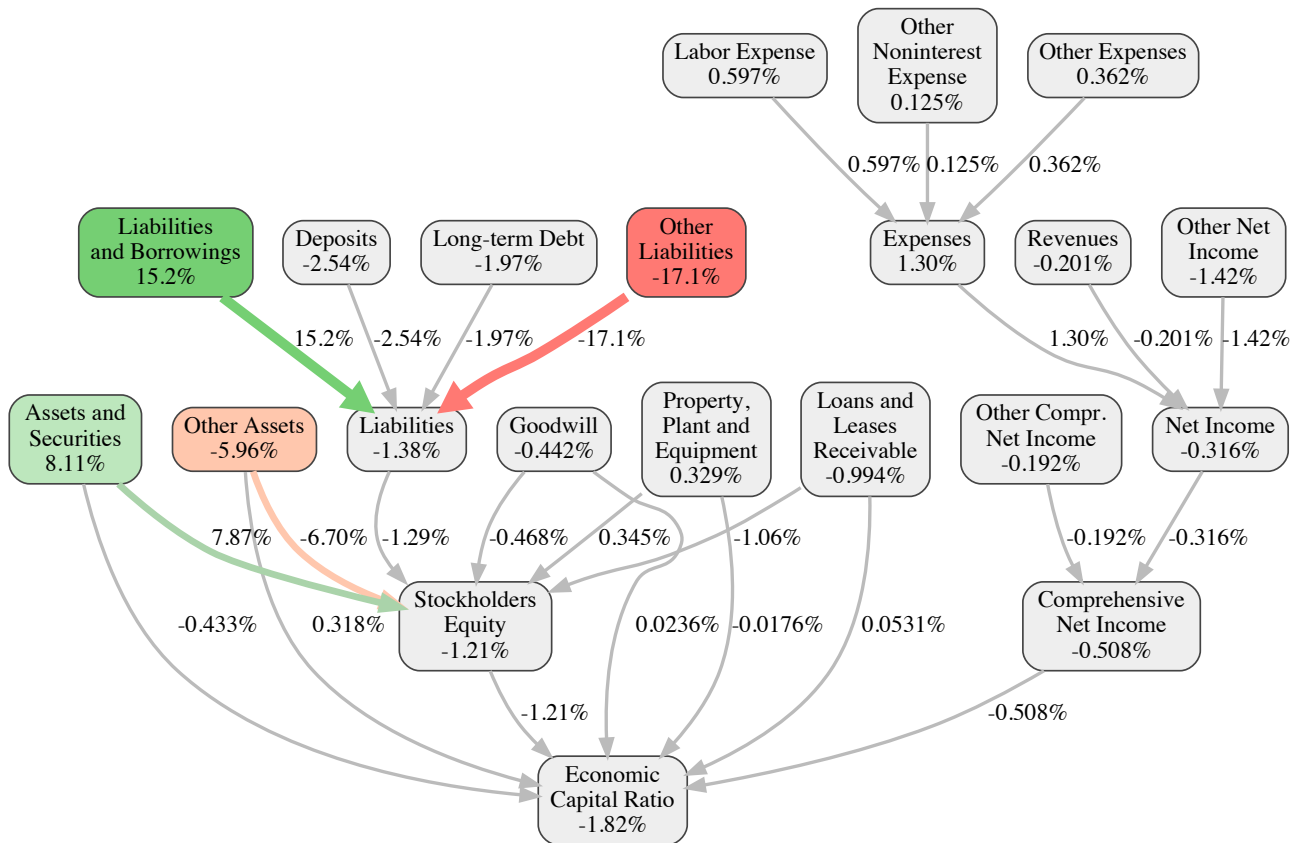 Labor Expense
0.597%
Other
Noninterest
Expense
0.125%
Other Expenses
0.362%
0.597%
0.125%
0.362%
Liabilities
and Borrowings
15.2%
Deposits
-2.54%
Long-term Debt
-1.97%
Other
Liabilities
-17.1%
Expenses
1.30%
Revenues
-0.201%
Other Net
Income
-1.42%
15.2%
-2.54%
-1.97%
-17.1%
1.30%
-0.201%
-1.42%
Assets and
Securities
8.11%
Other Assets
-5.96%
Liabilities
-1.38%
Goodwill
-0.442%
Property,
Plant and
Equipment
0.329%
Loans and
Leases
Receivable
-0.994%
Other Compr.
Net Income
-0.192%
Net Income
-0.316%
7.87%
-6.70%
-1.29%
-0.468%
0.345%
-1.06%
-0.192%
-0.316%
Stockholders
Equity
-1.21%
Comprehensive
Net Income
-0.508%
-0.433%
0.318%
0.0236%
-0.0176%
0.0531%
-1.21%
-0.508%
Economic
Capital Ratio
-1.82%